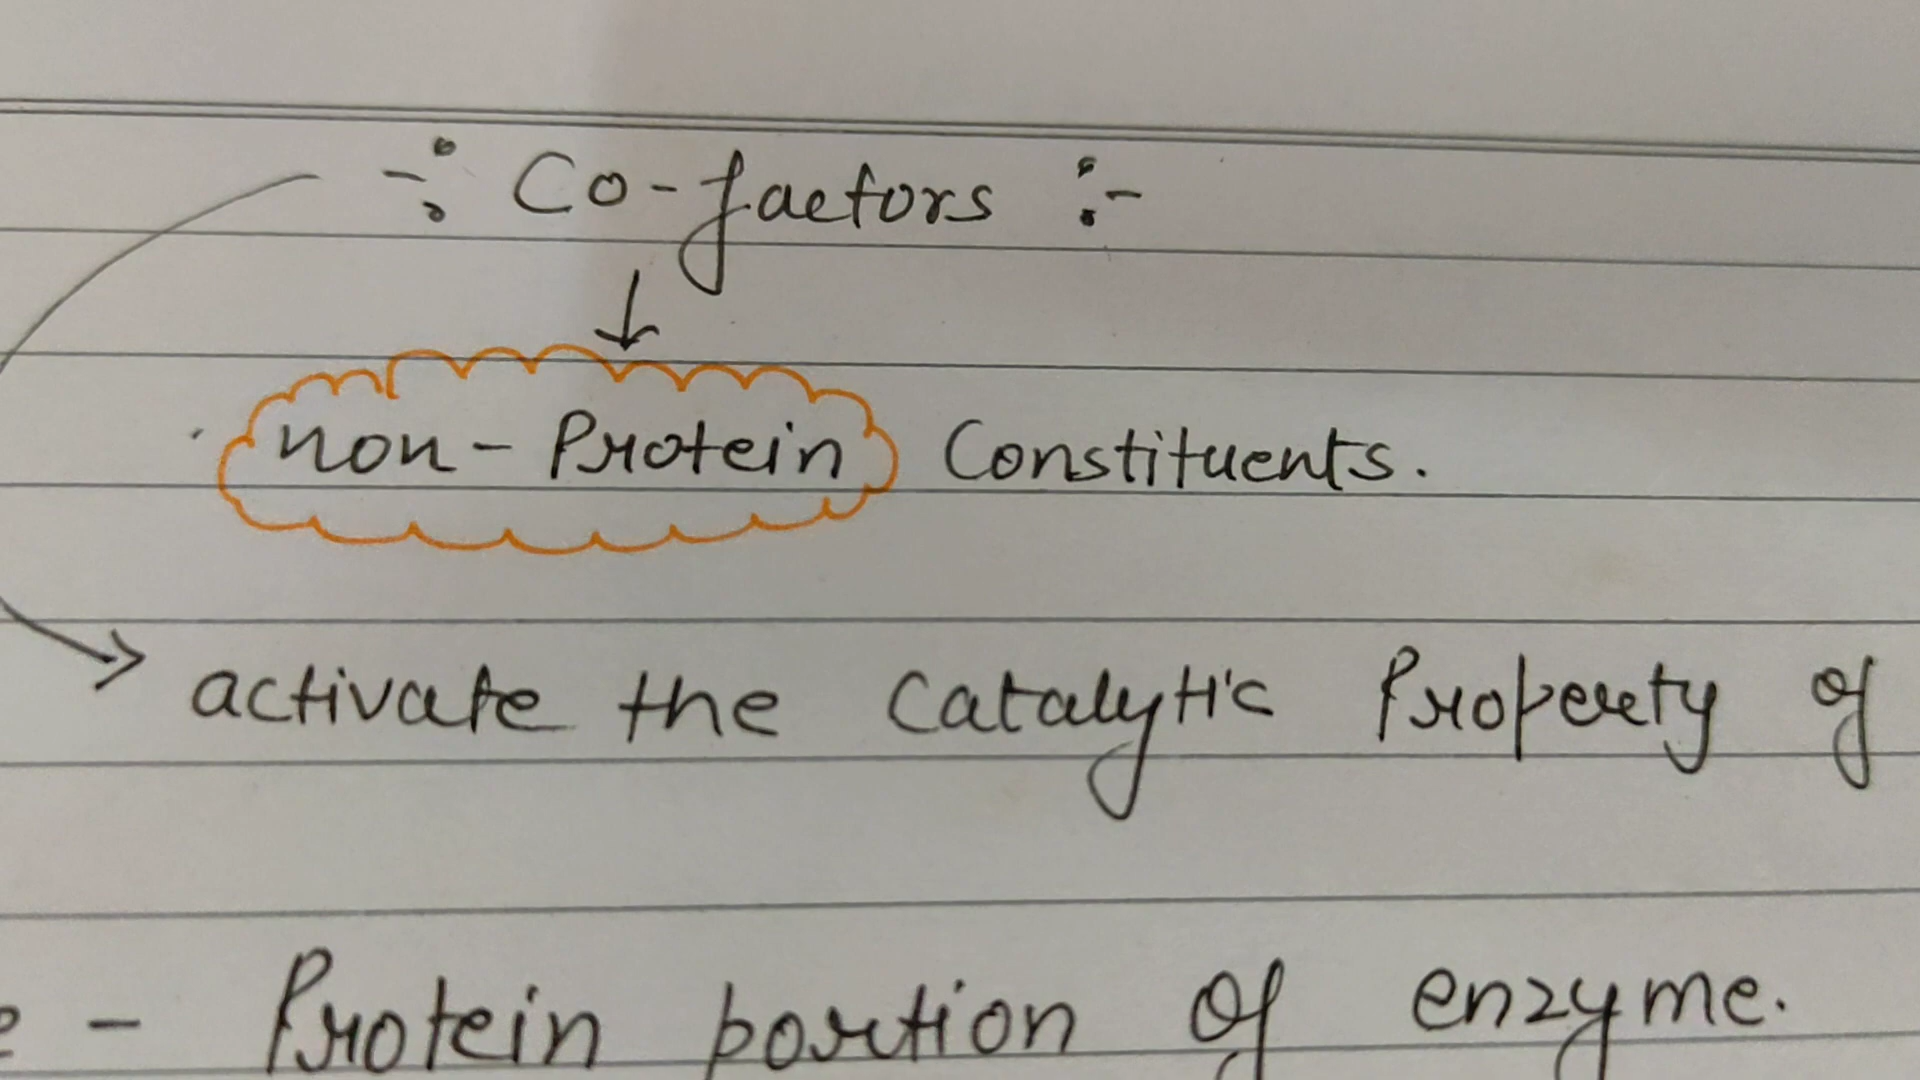 -: Co-factors :-
non-Protein Constituents.
activate the Catalytic Property of
- Protein portion of enzyme.